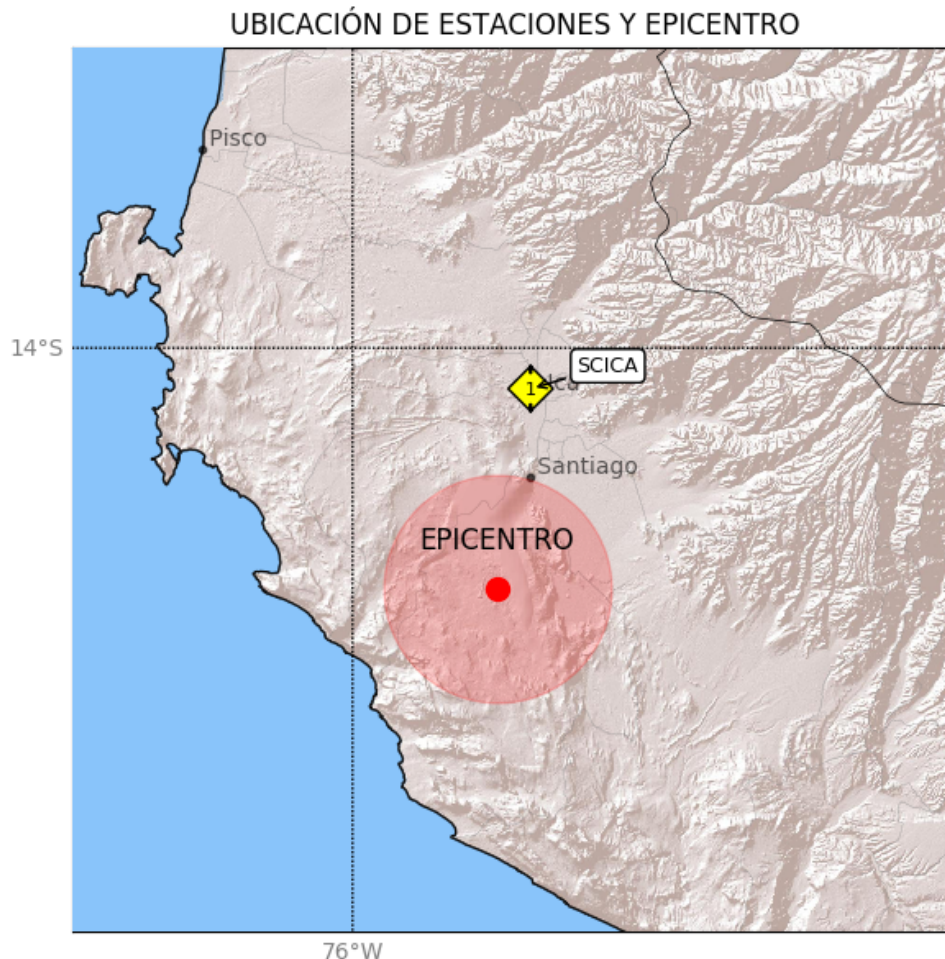 UBICACIÓN DE ESTACIONES Y EPICENTRO
Pisco
14°S
SCICA
1
Santiago
EPICENTRO
76°W